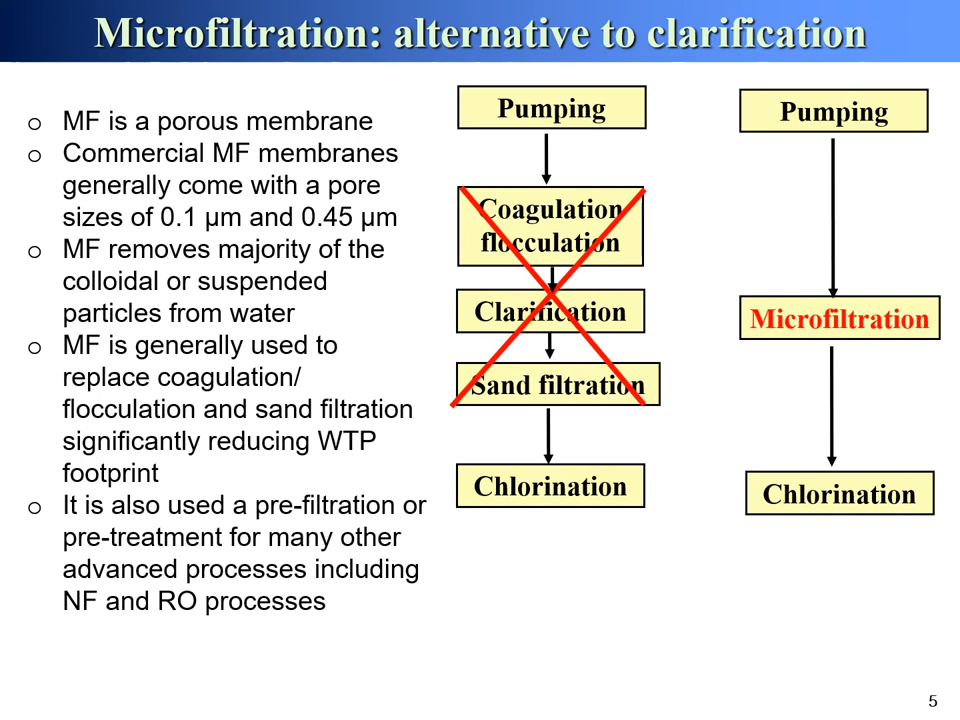 Microfiltration: alternative to clarification
o MF is a porous membrane
o Commercial MF membranes
generally come with a pore
sizes of 0.1 µm and 0.45 µm
o MF removes majority of the
colloidal or suspended
particles from water
o MF is generally used to
replace coagulation/
flocculation and sand filtration
significantly reducing WTP
footprint
o It is also used a pre-filtration or
pre-treatment for many other
advanced processes including
NF and RO processes
Pumping
Coagulation
flocculation
Clarification
Sand filtration
Chlorination
Pumping
Microfiltration
Chlorination
5